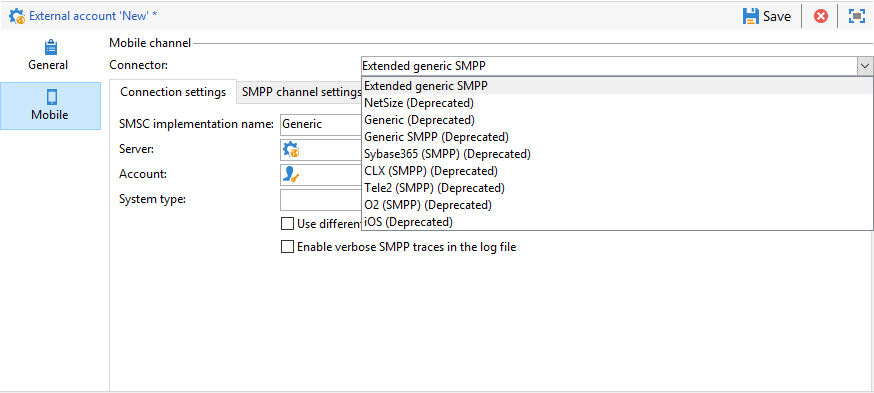 External account 'New' *
Save
General
Mobile
Mobile channel
Connector:
Extended generic SMPP
Extended generic SMPP
NetSize (Deprecated)
Generic (Deprecated)
Generic SMPP (Deprecated)
Sybase365 (SMPP) (Deprecated)
CLX (SMPP) (Deprecated)
Tele2 (SMPP) (Deprecated)
O2 (SMPP) (Deprecated)
iOS (Deprecated)
Connection settings
SMPP channel settings
SMSC implementation name:
Generic
Server:
Account:
System type:
Use different
Enable verbose SMPP traces in the log file